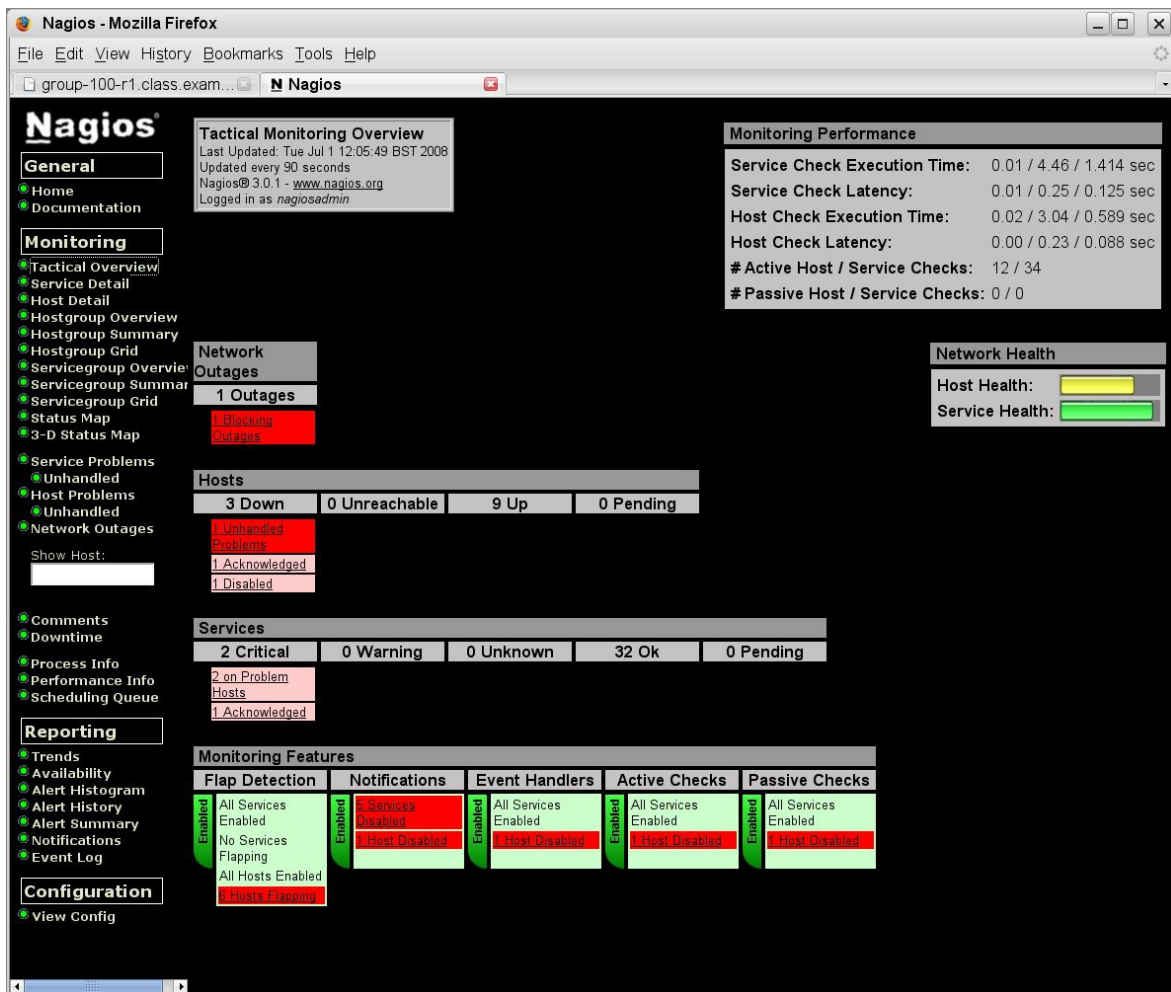 Nagios - Mozilla Firefox
File Edit View History Bookmarks Tools Help
group-100-r1.class.exam...
N Nagios
Nagios®
General
Home
Documentation
Monitoring
Tactical Overview
Service Detail
Host Detail
Hostgroup Overview
Hostgroup Summary
Hostgroup Grid
Servicegroup Overvie
Servicegroup Summar
Servicegroup Grid
Status Map
3-D Status Map
Service Problems
Unhandled
Host Problems
Unhandled
Network Outages
Show Host:
Comments
Downtime
Process Info
Performance Info
Scheduling Queue
Reporting
Trends
Availability
Alert Histogram
Alert History
Alert Summary
Notifications
Event Log
Configuration
View Config
Tactical Monitoring Overview
Last Updated: Tue Jul 1 12:05:49 BST 2008
Updated every 90 seconds
Nagios® 3.0.1 - www.nagios.org
Logged in as nagiosadmin
Monitoring Performance
Service Check Execution Time: 0.01 / 4.46 / 1.414 sec
Service Check Latency: 0.01 / 0.25 / 0.125 sec
Host Check Execution Time: 0.02 / 3.04 / 0.589 sec
Host Check Latency: 0.00 / 0.23 / 0.088 sec
# Active Host / Service Checks: 12 / 34
# Passive Host / Service Checks: 0 / 0
Network
Outages
1 Outages
1 Blocking
Outages
Network Health
Host Health:
Service Health:
Hosts
3 Down 0 Unreachable 9 Up 0 Pending
1 Unhandled
Problems
1 Acknowledged
1 Disabled
Services
2 Critical 0 Warning 0 Unknown 32 Ok 0 Pending
2 on Problem
Hosts
1 Acknowledged
Monitoring Features
Flap Detection Notifications Event Handlers Active Checks Passive Checks
Enabled
All Services
Enabled
No Services
Flapping
All Hosts Enabled
6 Hosts Flapping
Enabled
5 Services
Disabled
1 Host Disabled
Enabled
All Services
Enabled
1 Host Disabled
Enabled
All Services
Enabled
1 Host Disabled
Enabled
All Services
Enabled
1 Host Disabled